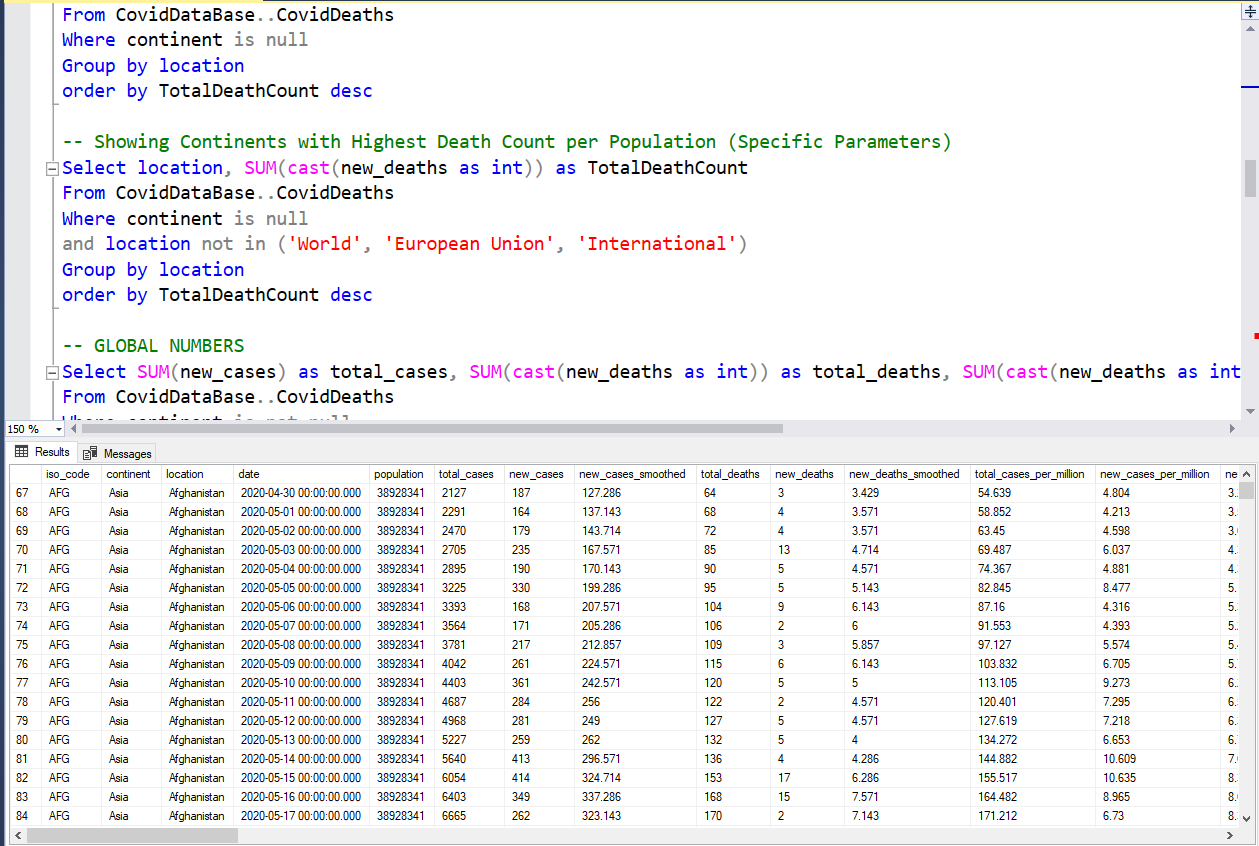 From CovidDataBase..CovidDeaths
Where continent is null
Group by location
order by TotalDeathCount desc
-- Showing Continents with Highest Death Count per Population (Specific Parameters)
Select location, SUM(cast(new_deaths as int)) as TotalDeathCount
From CovidDataBase..CovidDeaths
Where continent is null
and location not in ('World', 'European Union', 'International')
Group by location
order by TotalDeathCount desc
-- GLOBAL NUMBERS
Select SUM(new_cases) as total_cases, SUM(cast(new_deaths as int)) as total_deaths, SUM(cast(new_deaths as int
From CovidDataBase..CovidDeaths
Where continent is not null
150 %
Results Messages
iso_code continent location date population total_cases new_cases new_cases_smoothed total_deaths new_deaths new_deaths_smoothed total_cases_per_million new_cases_per_million ne
67 AFG Asia Afghanistan 2020-04-30 00:00:00.000 38928341 2127 187 127.286 64 3 3.429 54.639 4.804 3.
68 AFG Asia Afghanistan 2020-05-01 00:00:00.000 38928341 2291 164 137.143 68 4 3.571 58.852 4.213 3.
69 AFG Asia Afghanistan 2020-05-02 00:00:00.000 38928341 2470 179 143.714 72 4 3.571 63.45 4.598 3.
70 AFG Asia Afghanistan 2020-05-03 00:00:00.000 38928341 2705 235 167.571 85 13 4.714 69.487 6.037 4.
71 AFG Asia Afghanistan 2020-05-04 00:00:00.000 38928341 2895 190 170.143 90 5 4.571 74.367 4.881 4.
72 AFG Asia Afghanistan 2020-05-05 00:00:00.000 38928341 3225 330 199.286 95 5 5.143 82.845 8.477 5.
73 AFG Asia Afghanistan 2020-05-06 00:00:00.000 38928341 3393 168 207.571 104 9 6.143 87.16 4.316 5.
74 AFG Asia Afghanistan 2020-05-07 00:00:00.000 38928341 3564 171 205.286 106 2 6 91.553 4.393 5.
75 AFG Asia Afghanistan 2020-05-08 00:00:00.000 38928341 3781 217 212.857 109 3 5.857 97.127 5.574 5.
76 AFG Asia Afghanistan 2020-05-09 00:00:00.000 38928341 4042 261 224.571 115 6 6.143 103.832 6.705 5.
77 AFG Asia Afghanistan 2020-05-10 00:00:00.000 38928341 4403 361 242.571 120 5 5 113.105 9.273 6.
78 AFG Asia Afghanistan 2020-05-11 00:00:00.000 38928341 4687 284 256 122 2 4.571 120.401 7.295 6.
79 AFG Asia Afghanistan 2020-05-12 00:00:00.000 38928341 4968 281 249 127 5 4.571 127.619 7.218 6.
80 AFG Asia Afghanistan 2020-05-13 00:00:00.000 38928341 5227 259 262 132 5 4 134.272 6.653 6.
81 AFG Asia Afghanistan 2020-05-14 00:00:00.000 38928341 5640 413 296.571 136 4 4.286 144.882 10.609 7.
82 AFG Asia Afghanistan 2020-05-15 00:00:00.000 38928341 6054 414 324.714 153 17 6.286 155.517 10.635 8.
83 AFG Asia Afghanistan 2020-05-16 00:00:00.000 38928341 6403 349 337.286 168 15 7.571 164.482 8.965 8.
84 AFG Asia Afghanistan 2020-05-17 00:00:00.000 38928341 6665 262 323.143 170 2 7.143 171.212 6.73 8.